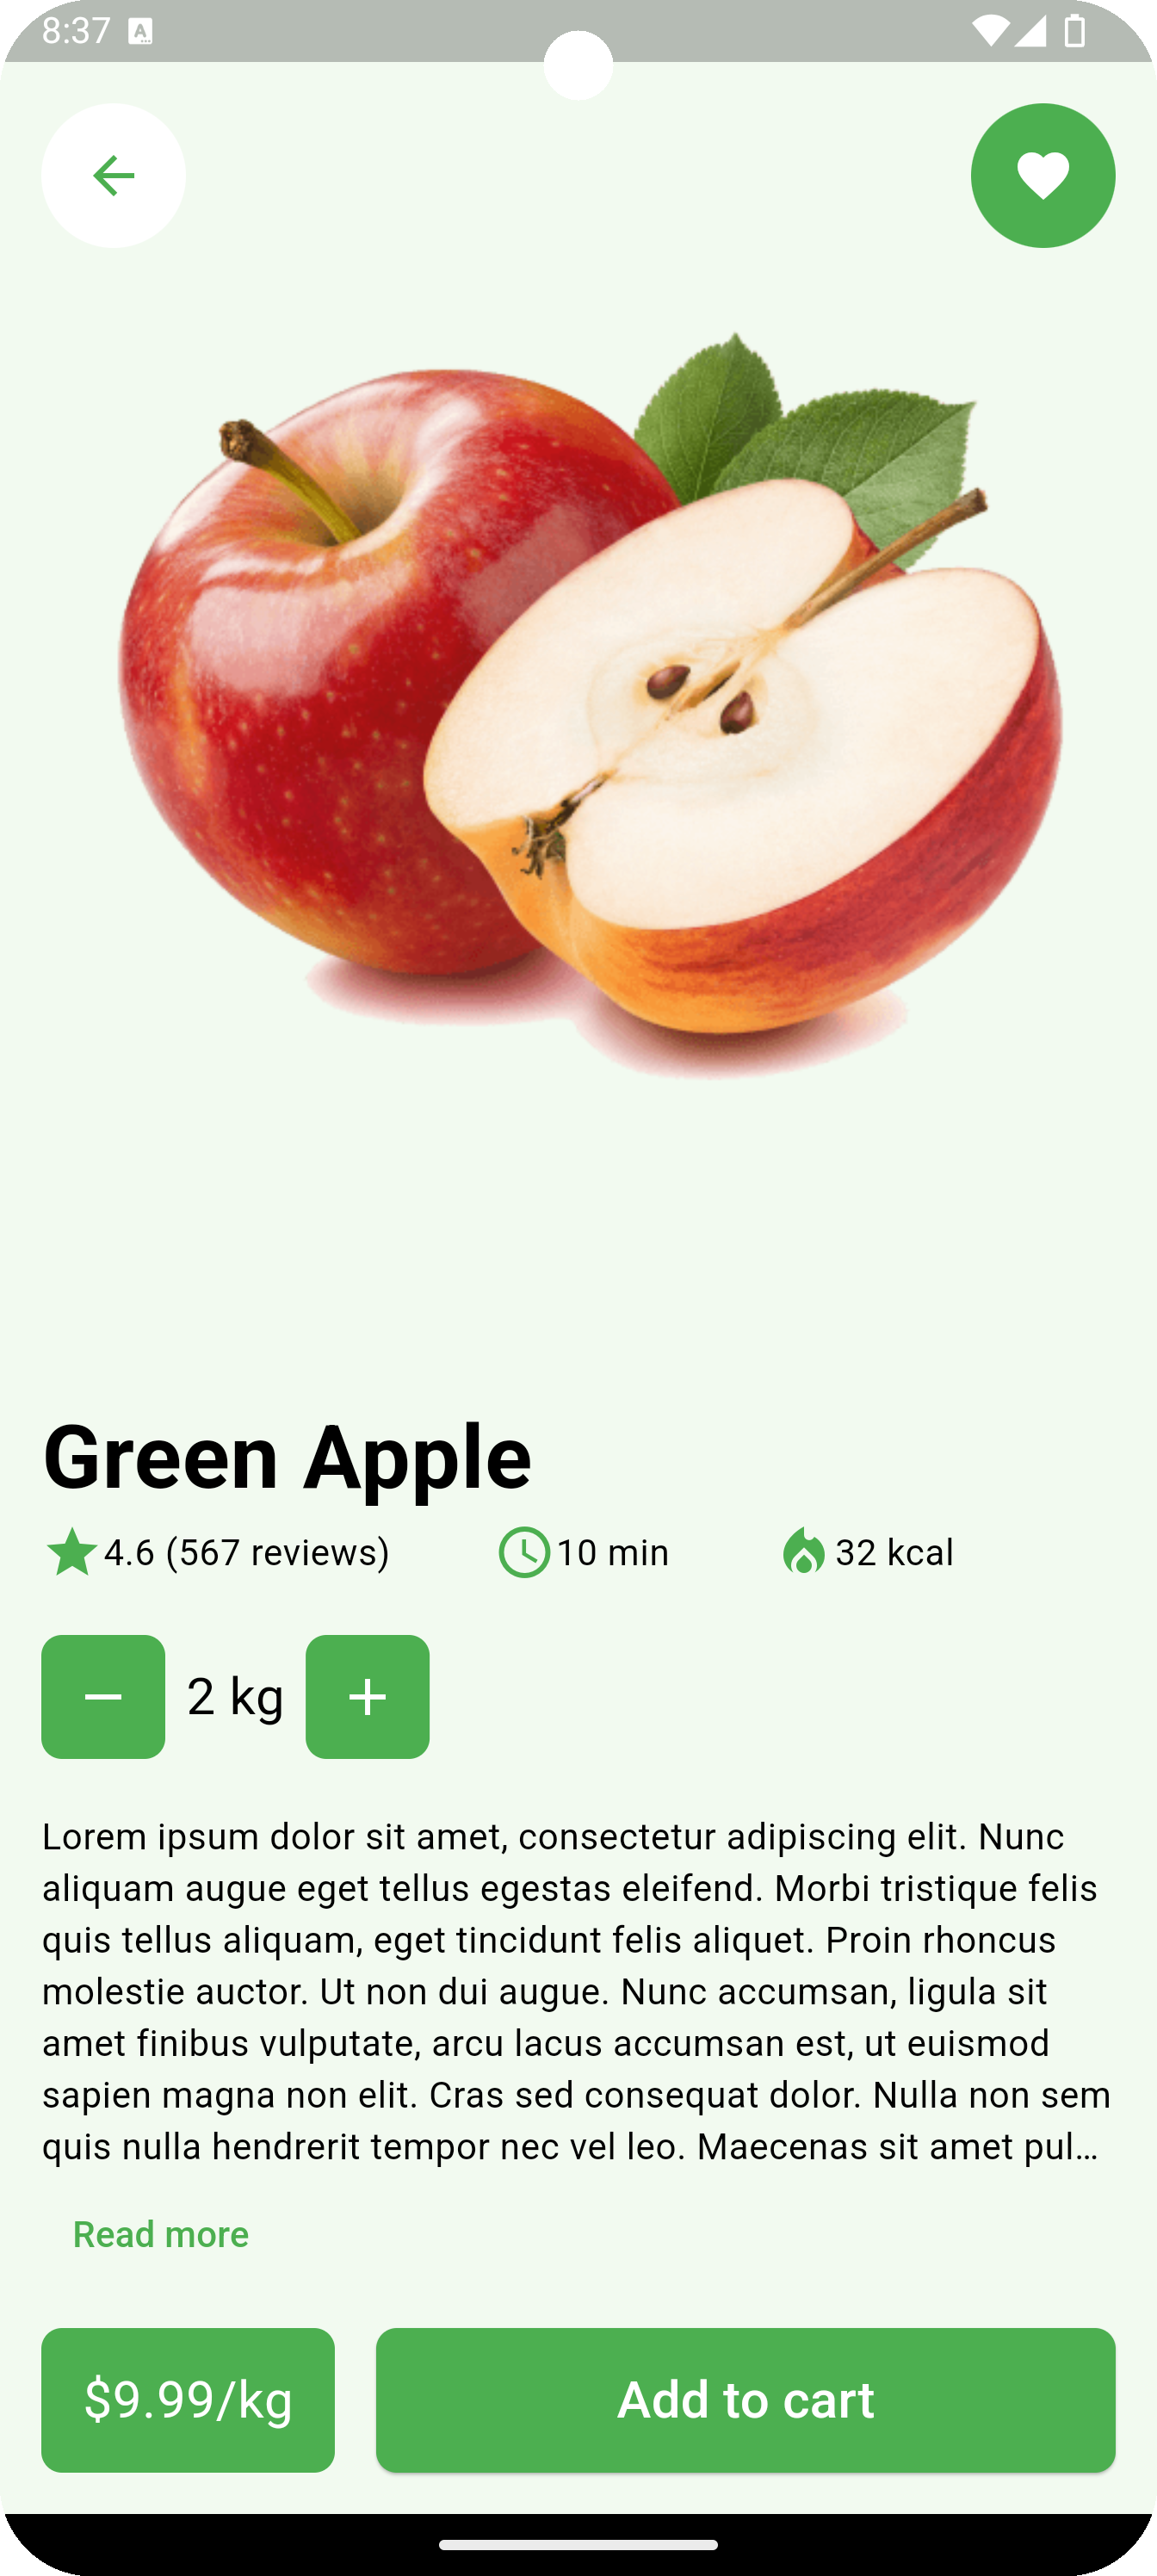 8:37
A
Green Apple
4.6 (567 reviews)
10 min
32 kcal
2 kg
Lorem ipsum dolor sit amet, consectetur adipiscing elit. Nunc
aliquam augue eget tellus egestas eleifend. Morbi tristique felis
quis tellus aliquam, eget tincidunt felis aliquet. Proin rhoncus
molestie auctor. Ut non dui augue. Nunc accumsan, ligula sit
amet finibus vulputate, arcu lacus accumsan est, ut euismod
sapien magna non elit. Cras sed consequat dolor. Nulla non sem
quis nulla hendrerit tempor nec vel leo. Maecenas sit amet pul…
Read more
$9.99/kg
Add to cart